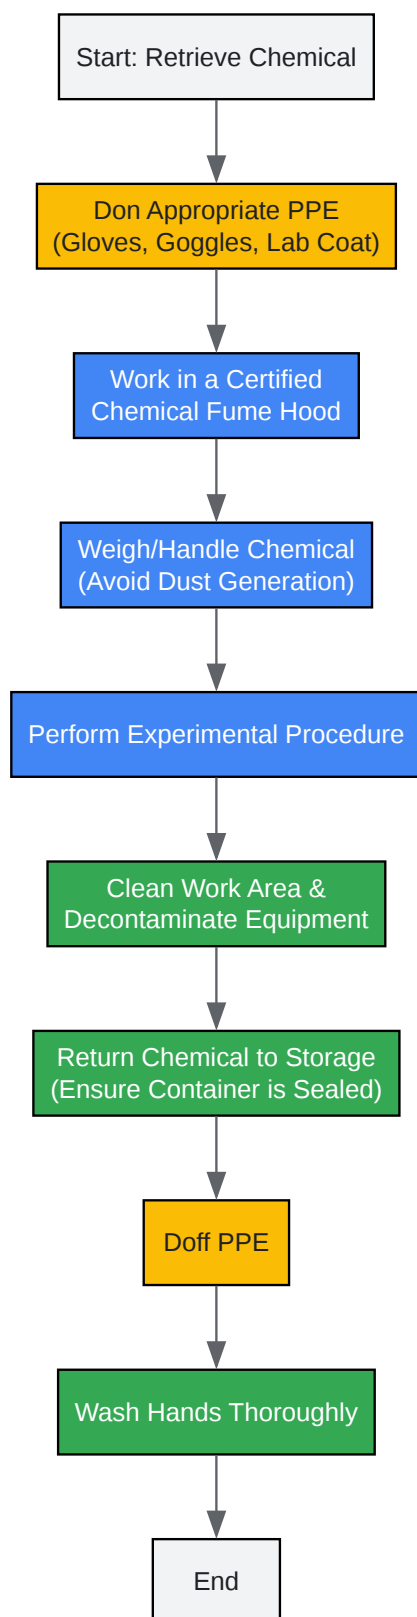 Start: Retrieve Chemical
Don Appropriate PPE
(Gloves, Goggles, Lab Coat)
Work in a Certified
Chemical Fume Hood
Weigh/Handle Chemical
(Avoid Dust Generation)
Perform Experimental Procedure
Clean Work Area &
Decontaminate Equipment
Return Chemical to Storage
(Ensure Container is Sealed)
Doff PPE
Wash Hands Thoroughly
End